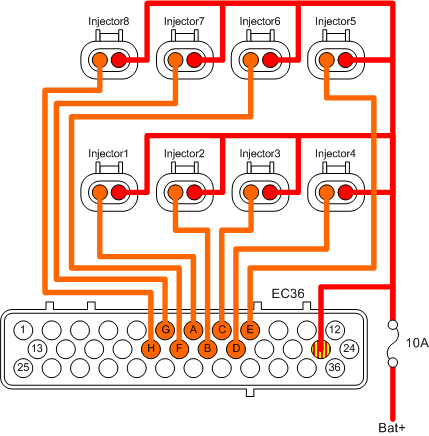 Injector8 Injector7 Injector6 Injector5
Injector1 Injector2 Injector3 Injector4
EC36
1 G A C E 12
13 H F B D 24
25 36
10A
Bat+